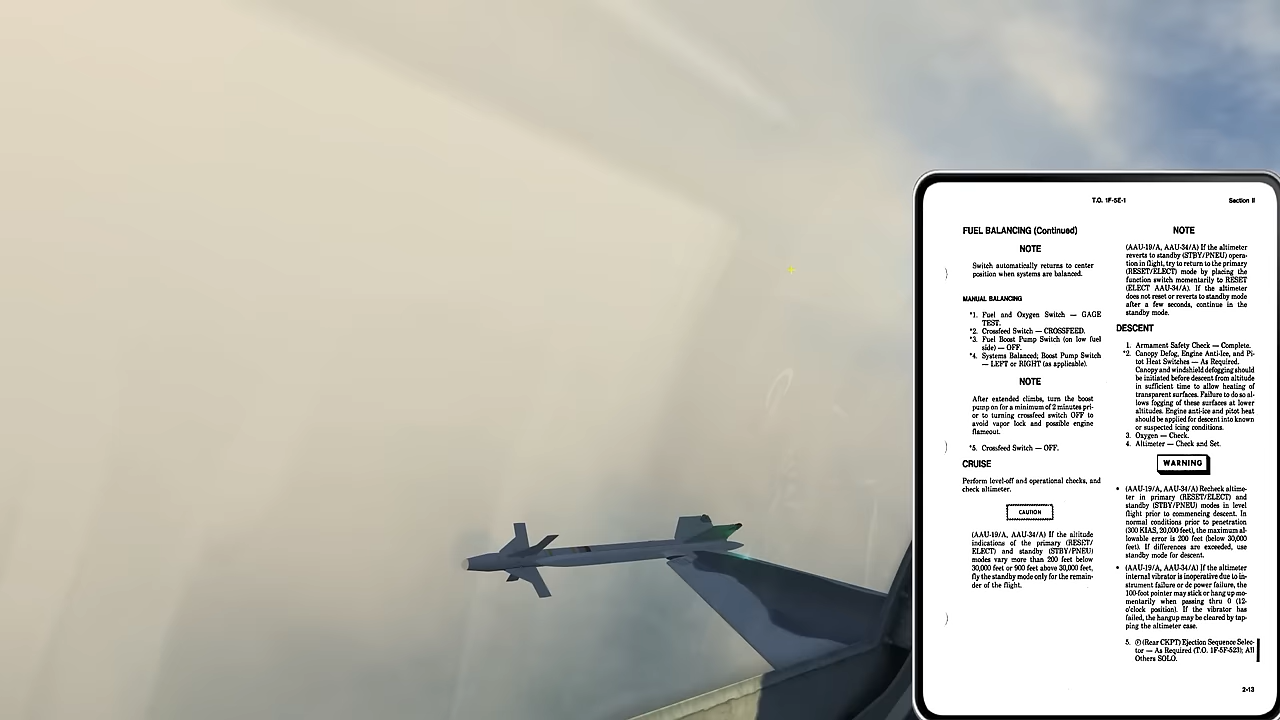 T.O. 1F-5E-1
Section II
FUEL BALANCING (Continued)
NOTE
Switch automatically returns to center
position when systems are balanced.
MANUAL BALANCING
*1. Fuel and Oxygen Switch — GAGE
TEST.
*2. Crossfeed Switch — CROSSFEED.
*3. Fuel Boost Pump Switch (on low fuel
side) — OFF.
*4. Systems Balanced; Boost Pump Switch
— LEFT or RIGHT (as applicable).
NOTE
After extended climbs, turn the boost
pump on for a minimum of 2 minutes pri-
or to turning crossfeed switch OFF to
avoid vapor lock and possible engine
flameout.
*5. Crossfeed Switch — OFF.
CRUISE
Perform level-off and operational checks, and
check altimeter.
CAUTION
(AAU-19/A, AAU-34/A) If the altitude
indications of the primary (RESET/
ELECT) and standby (STBY/PNEU)
modes vary more than 200 feet below
30,000 feet or 900 feet above 30,000 feet,
fly the standby mode only for the remain-
der of the flight.
NOTE
(AAU-19/A, AAU-34/A) If the altimeter
reverts to standby (STBY/PNEU) opera-
tion in flight, try to return to the primary
(RESET/ELECT) mode by placing the
function switch momentarily to RESET
(ELECT AAU-34/A). If the altimeter
does not reset or reverts to standby mode
after a few seconds, continue in the
standby mode.
DESCENT
1. Armament Safety Check — Complete.
*2. Canopy Defog, Engine Anti-Ice, and Pi-
tot Heat Switches — As Required.
Canopy and windshield defogging should
be initiated before descent from altitude
in sufficient time to allow heating of
transparent surfaces. Failure to do so al-
lows fogging of these surfaces at lower
altitudes. Engine anti-ice and pitot heat
should be applied for descent into known
or suspected icing conditions.
3. Oxygen — Check.
4. Altimeter — Check and Set.
WARNING
• (AAU-19/A, AAU-34/A) Recheck altime-
ter in primary (RESET/ELECT) and
standby (STBY/PNEU) modes in level
flight prior to commencing descent. In
normal conditions prior to penetration
(300 KIAS, 20,000 feet), the maximum al-
lowable error is 200 feet (below 30,000
feet). If differences are exceeded, use
standby mode for descent.
• (AAU-19/A, AAU-34/A) If the altimeter
internal vibrator is inoperative due to in-
strument failure or dc power failure, the
100-foot pointer may stick or hang up mo-
mentarily when passing thru 0 (12-
o'clock position). If the vibrator has
failed, the hangup may be cleared by tap-
ping the altimeter case.
5. Ⓕ (Rear CKPT) Ejection Sequence Selec-
tor — As Required (T.O. 1F-5F-523); All
Others SOLO.
2-13